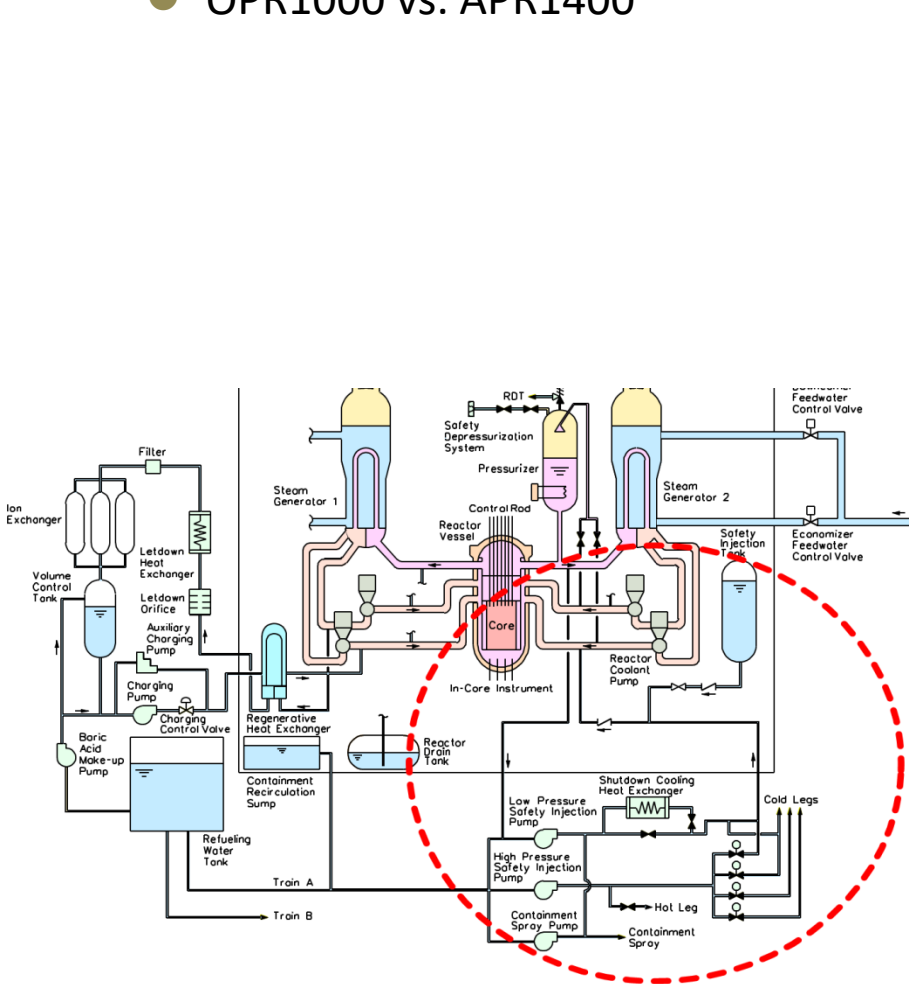 OPR1000 vs. APR1400
RDT
Feedwater
Control Valve
Safety
Depressurization
System
Filter
Pressurizer
Steam
Generator 1
Steam
Generator 2
Ion
Exchanger
Control Rod
Reactor
Vessel
Safety
Injection
Tank
Economizer
Feedwater
Control Valve
Letdown
Heat
Exchanger
Volume
Control
Tank
Letdown
Orifice
Auxiliary
Charging
Pump
Core
Reactor
Coolant
Pump
Charging
Pump
In-Core Instrument
Charging
Control Valve
Regenerative
Heat Exchanger
Boric
Acid
Make-up
Pump
Reactor
Drain
Tank
Containment
Recirculation
Sump
Shutdown Cooling
Heat Exchanger
Low Pressure
Safety Injection
Pump
Cold Legs
Refueling
Water
Tank
High Pressure
Safety Injection
Pump
Train A
Hot Leg
Train B
Containment
Spray Pump
Containment
Spray